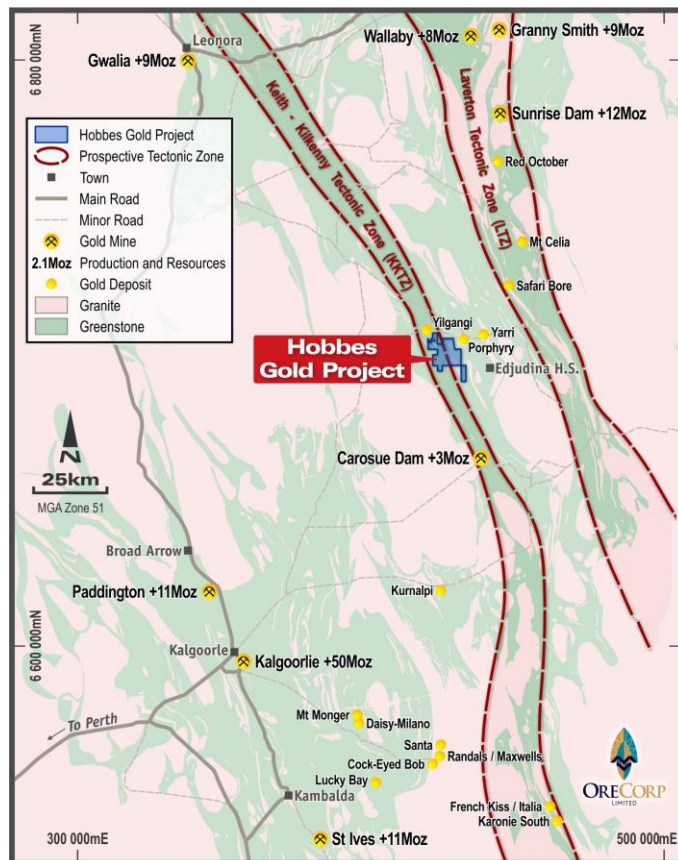 Leonora
Gwalia +9Moz
Wallaby +8Moz
Granny Smith +9Moz
6 800 000mN
Hobbes Gold Project
Prospective Tectonic Zone
Town
Main Road
Minor Road
Gold Mine
2.1Moz Production and Resources
Gold Deposit
Granite
Greenstone
Keith - Kilkenny Tectonic Zone (KKTZ)
Laverton Tectonic Zone (LTZ)
Sunrise Dam +12Moz
Red October
Mt Celia
Safari Bore
Yilgangi
Yarri
Porphyry
Hobbes
Gold Project
Edjudina H.S.
25km
MGA Zone 51
Carosue Dam +3Moz
Broad Arrow
Paddington +11Moz
Kurnalpi
6 600 000mN
Kalgoorle
Kalgoorlie +50Moz
To Perth
Mt Monger
Daisy-Milano
Santa
Randals / Maxwells
Cock-Eyed Bob
Lucky Bay
Kambalda
French Kiss / Italia
Karonie South
St Ives +11Moz
ORECORP
LIMITED
300 000mE
500 000mE